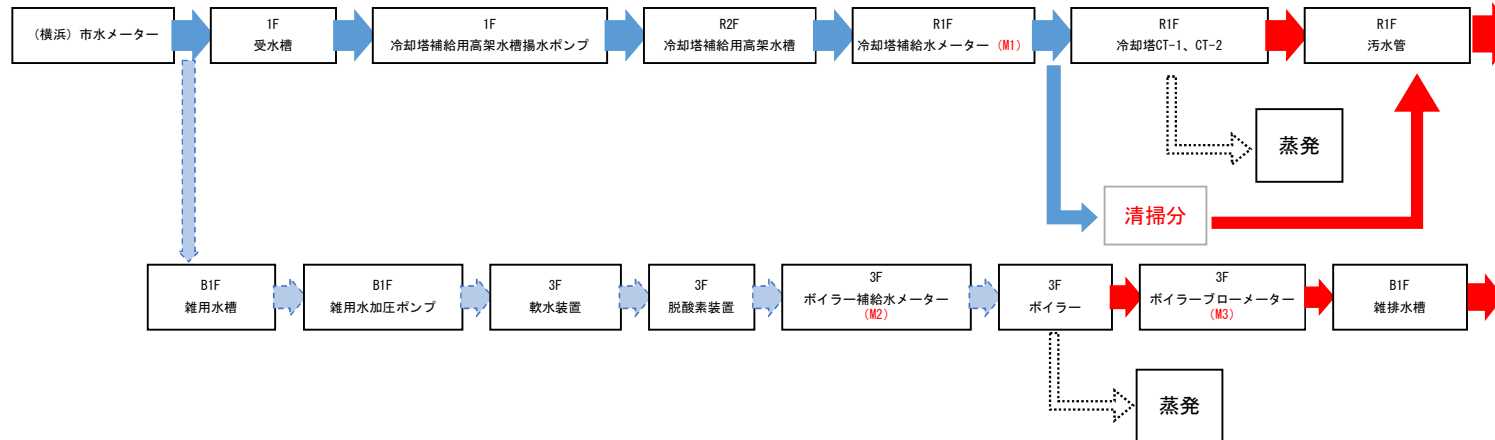 （横浜）市水メーター
1F
受水槽
1F
冷却塔補給用高架水槽揚水ポンプ
R2F
冷却塔補給用高架水槽
R1F
冷却塔補給水メーター（M1）
R1F
冷却塔CT-1、CT-2
R1F
汚水管
蒸発
清掃分
B1F
雑用水槽
B1F
雑用水加圧ポンプ
3F
軟水装置
3F
脱酸素装置
3F
ボイラー補給水メーター
（M2）
3F
ボイラー
3F
ボイラーブローメーター
（M3）
B1F
雑排水槽
蒸発